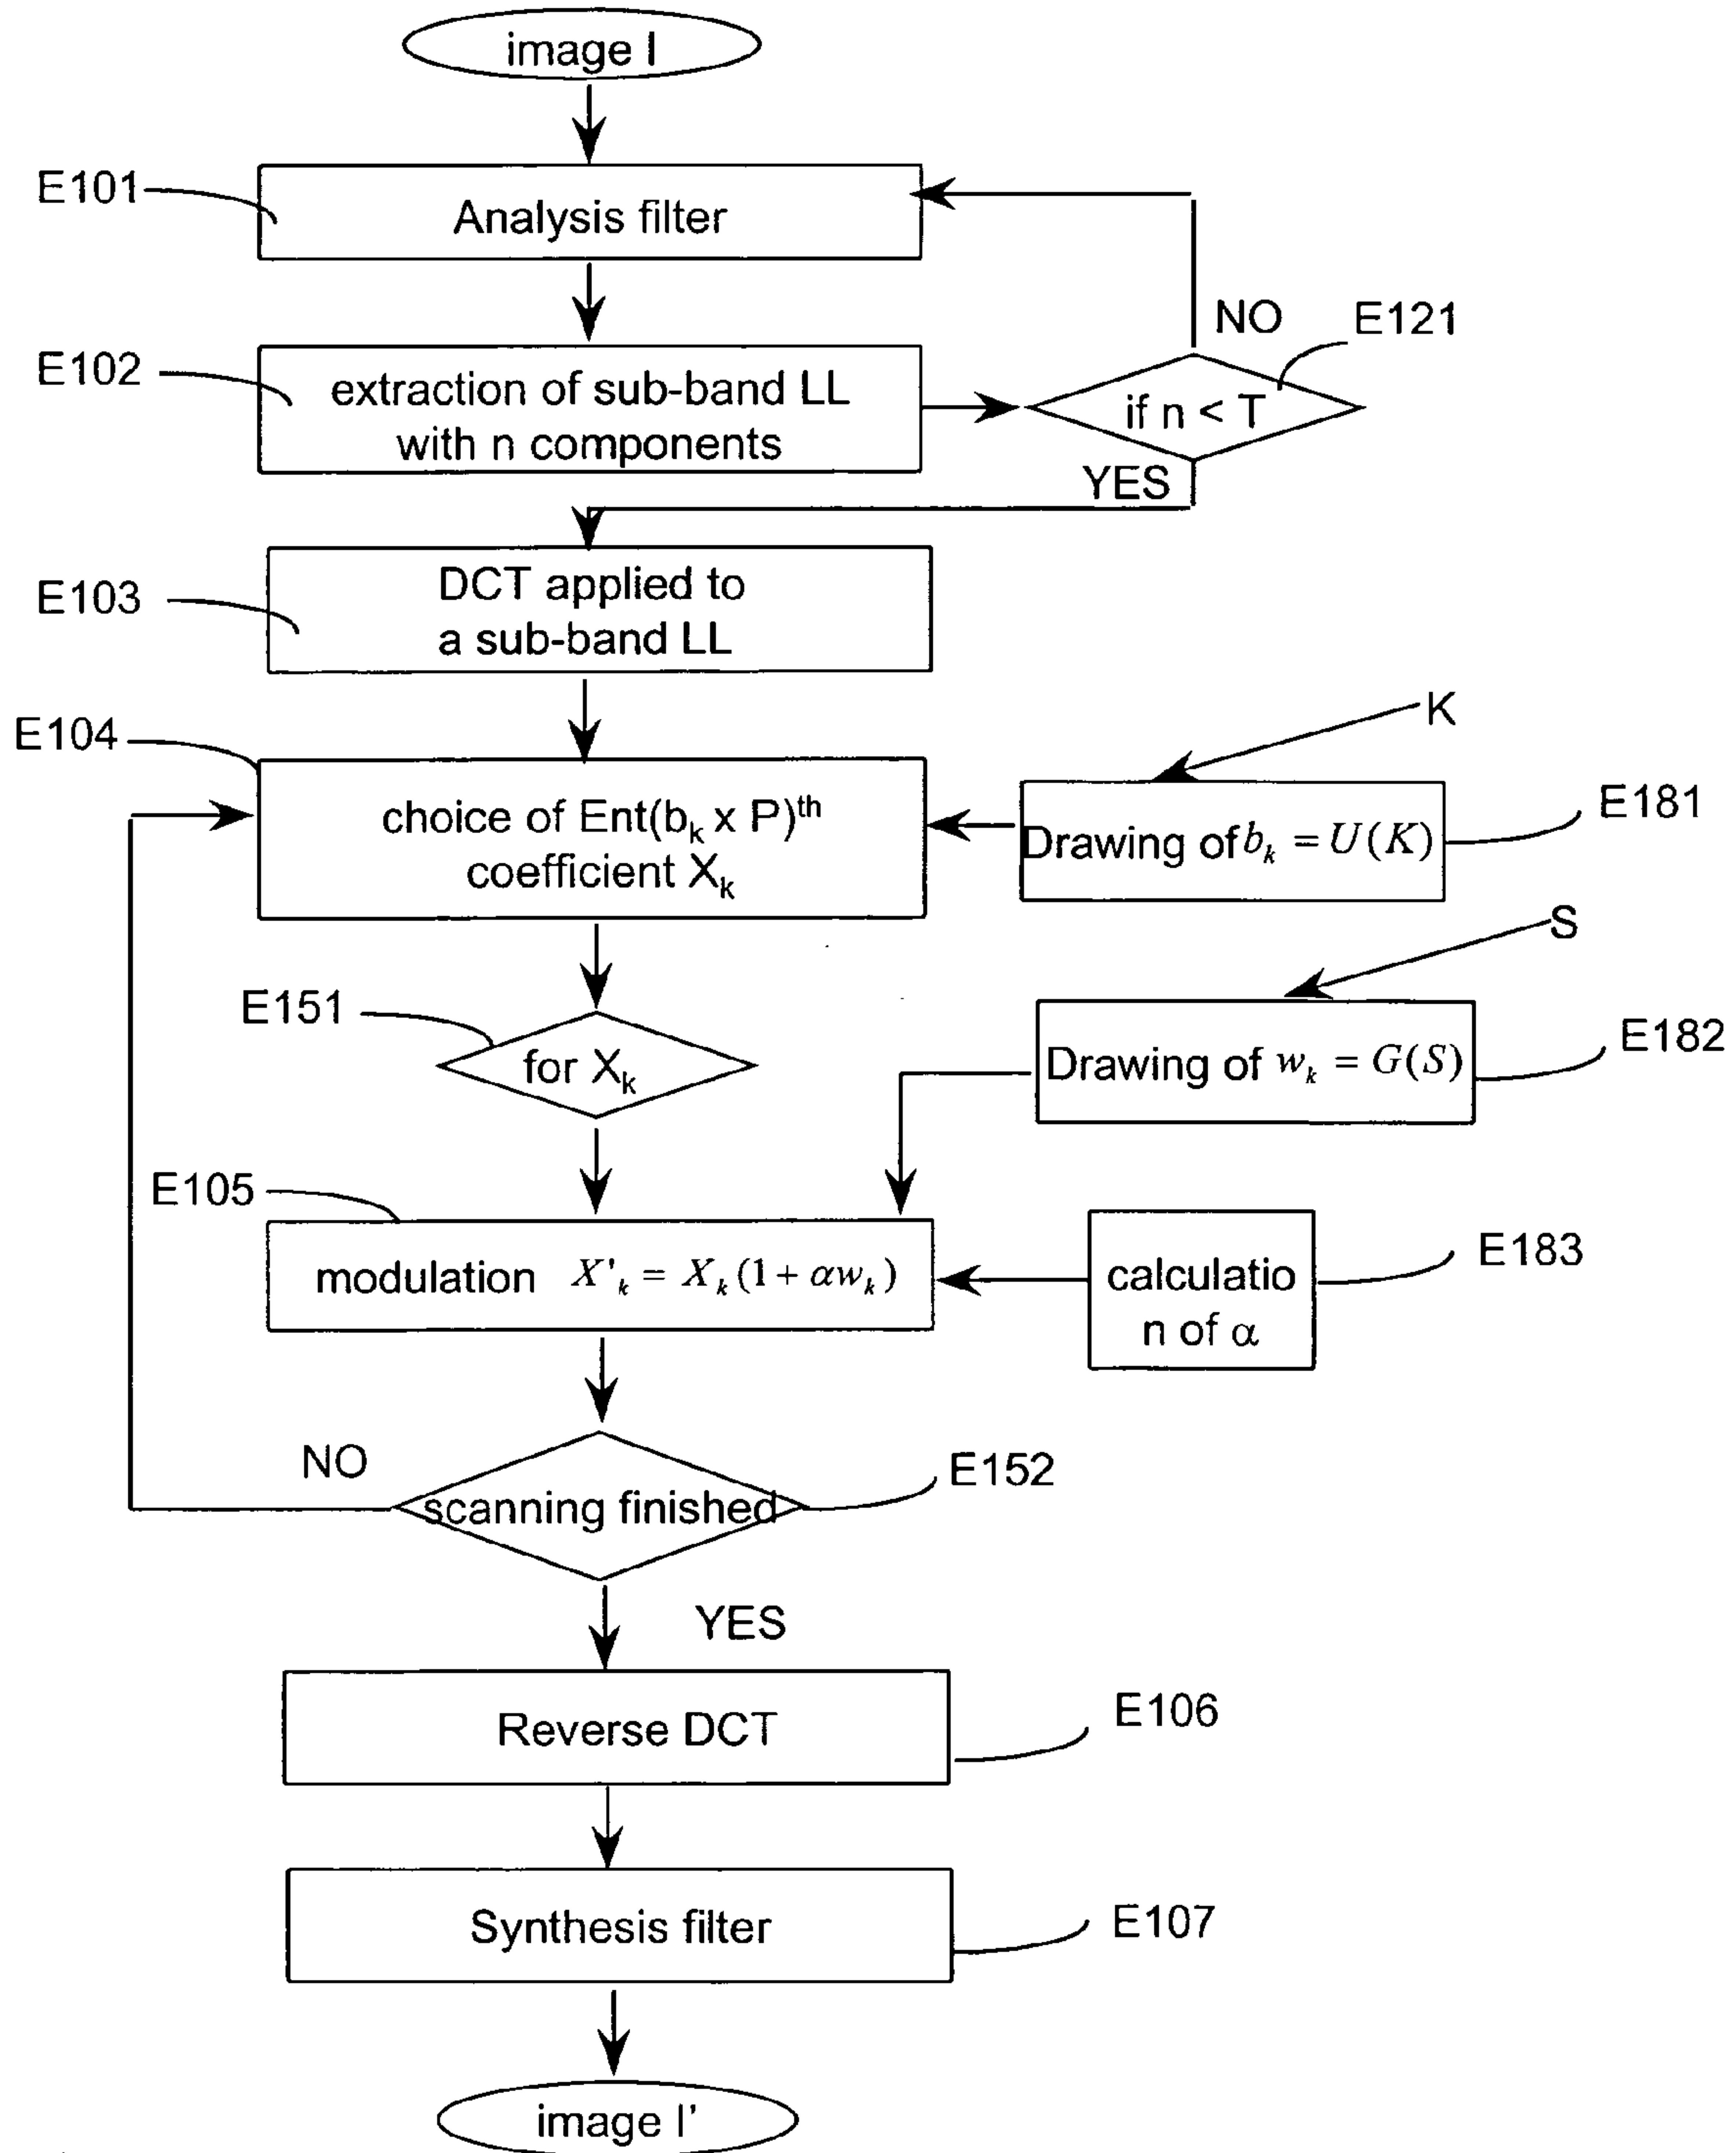 image I
E101
Analysis filter
NO
E121
E102
extraction of sub-band LL
with n components
if n < T
YES
E103
DCT applied to
a sub-band LL
K
E104
choice of Ent(bₖ x P)ᵗʰ
coefficient Xₖ
Drawing of bₖ = U(K)
E181
S
E151
for Xₖ
Drawing of wₖ = G(S)
E182
E105
modulation X'ₖ = Xₖ(1 + αwₖ)
calculatio
n of α
E183
NO
scanning finished
E152
YES
Reverse DCT
E106
Synthesis filter
E107
image I'